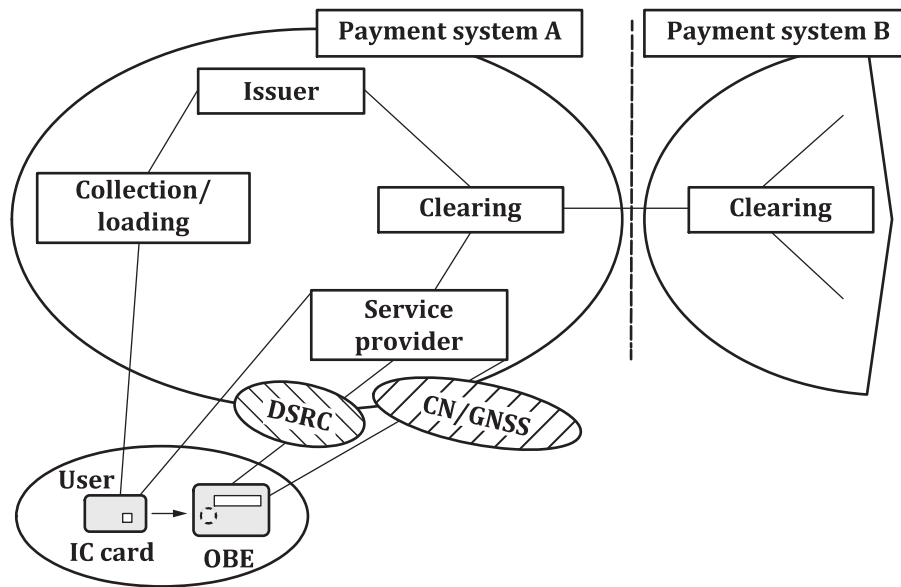 Payment system A
Payment system B
Issuer
Collection/
loading
Clearing
Clearing
Service
provider
DSRC
CN/GNSS
User
IC card
OBE